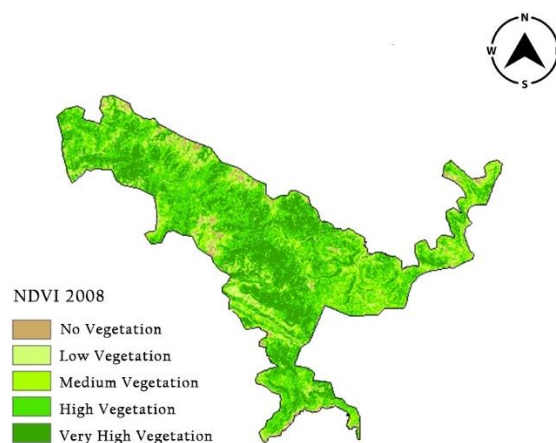 N
W
S
NDVI 2008
No Vegetation
Low Vegetation
Medium Vegetation
High Vegetation
Very High Vegetation